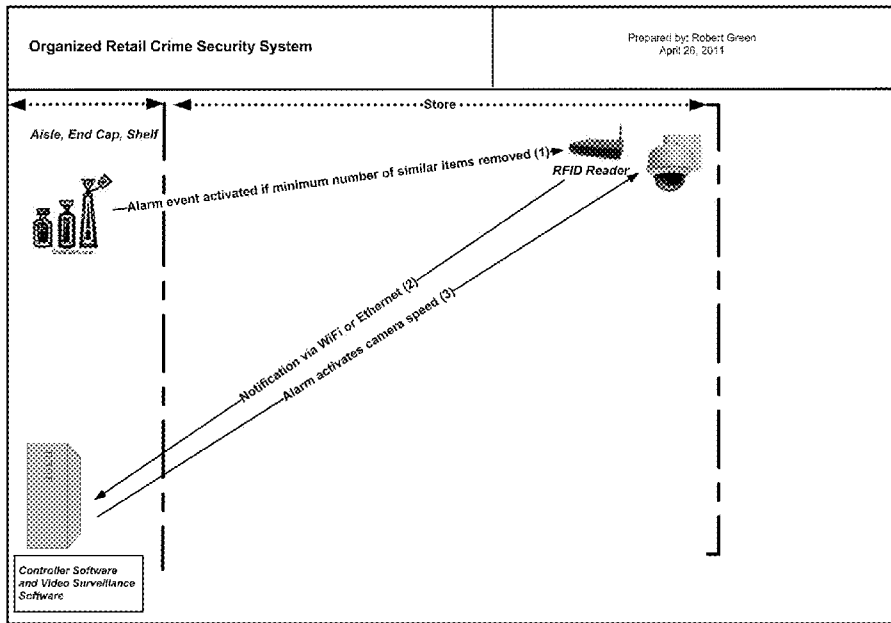 Organized Retail Crime Security System
Prepared by: Robert Green
April 26, 2011
Store
Aisle, End Cap, Shelf
Alarm event activated if minimum number of similar items removed (1)
RFID Reader
Notification via WiFi or Ethernet (2)
Alarm activates camera speed (3)
Controller Software
and Video Surveillance
Software